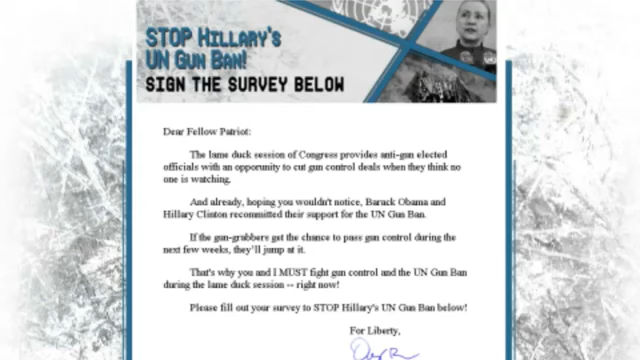 STOP HILLARY'S
UN GUN BAN!
SIGN THE SURVEY BELOW
Dear Fellow Patriot:
The lame duck session of Congress provides anti-gun elected
officials with an opporunity to cut gun control deals when they think no
one is watching.
And already, hoping you wouldn't notice, Barack Obama and
Hillary Clinton recommitted their support for the UN Gun Ban.
If the gun-grabbers get the chance to pass gun control during the
next few weeks, they'll jump at it.
That's why you and I MUST fight gun control and the UN Gun Ban
during the lame duck session -- right now!
Please fill out your survey to STOP Hillary's UN Gun Ban below!
For Liberty,